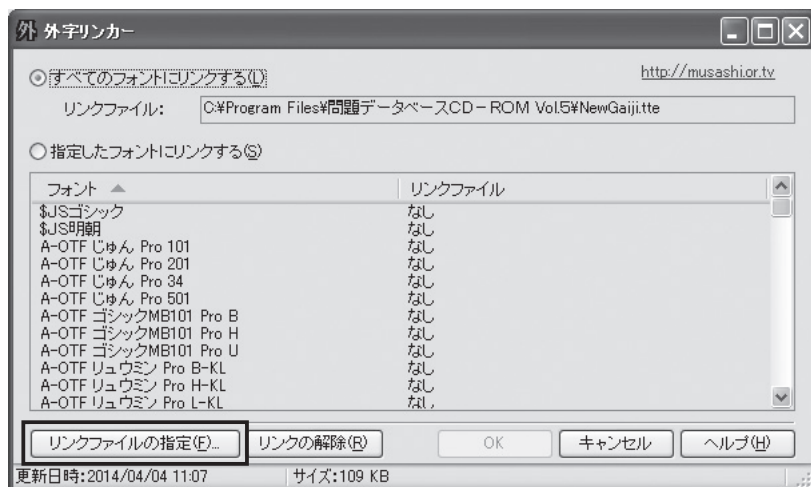 外 外字リンカー
すべてのフォントにリンクする(L)
http://musashi.or.tv
リンクファイル:
C:¥Program Files¥問題データベースCD-ROM Vol.5¥NewGaiji.tte
指定したフォントにリンクする(S)
フォント リンクファイル
$JSゴシック なし
$JS明朝 なし
A-OTF じゅん Pro 101 なし
A-OTF じゅん Pro 201 なし
A-OTF じゅん Pro 34 なし
A-OTF じゅん Pro 501 なし
A-OTF ゴシックMB101 Pro B なし
A-OTF ゴシックMB101 Pro H なし
A-OTF ゴシックMB101 Pro U なし
A-OTF リュウミン Pro B-KL なし
A-OTF リュウミン Pro H-KL なし
A-OTF リュウミン Pro L-KL なし
リンクファイルの指定(F)... リンクの解除(R) OK キャンセル ヘルプ(H)
更新日時:2014/04/04 11:07 サイズ:109 KB